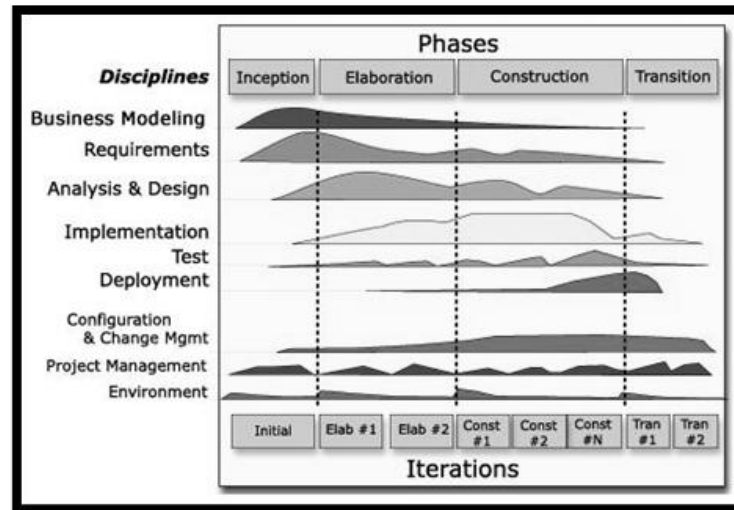 Phases
Disciplines
Inception Elaboration Construction Transition
Business Modeling
Requirements
Analysis & Design
Implementation
Test
Deployment
Configuration
& Change Mgmt
Project Management
Environment
Initial Elab #1 Elab #2 Const #1 Const #2 Const #N Tran #1 Tran #2
Iterations